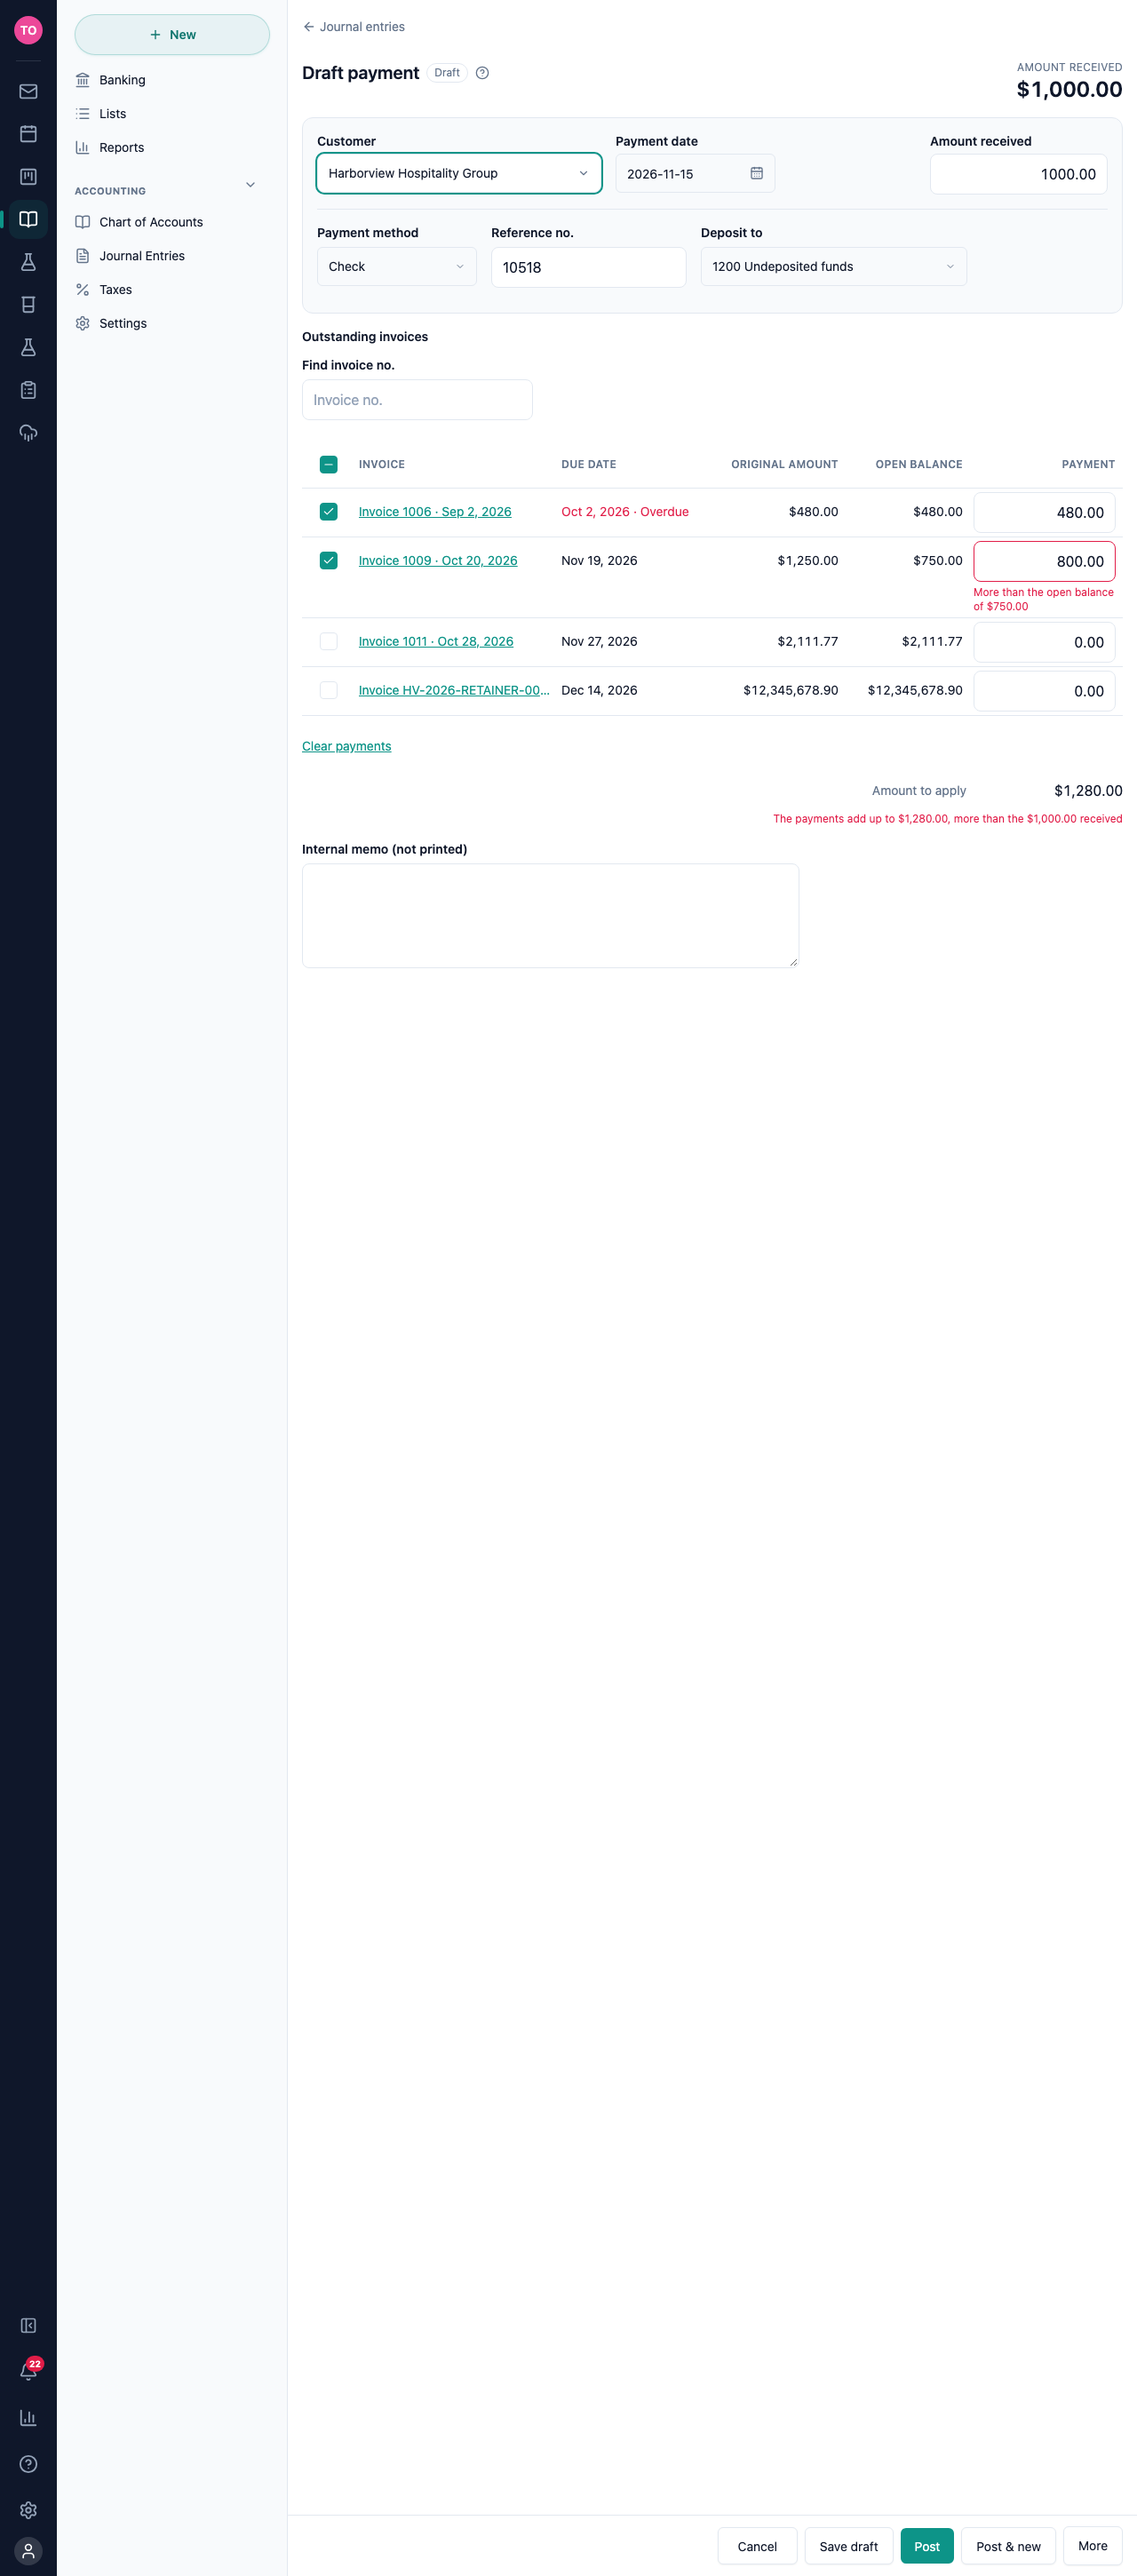 TO
New
Banking
Lists
Reports
ACCOUNTING
Chart of Accounts
Journal Entries
Taxes
Settings
22
Journal entries
Draft payment Draft
AMOUNT RECEIVED
$1,000.00
Customer Payment date Amount received
Harborview Hospitality Group 2026-11-15 1000.00
Payment method Reference no. Deposit to
Check 10518 1200 Undeposited funds
Outstanding invoices
Find invoice no.
Invoice no.
INVOICE DUE DATE ORIGINAL AMOUNT OPEN BALANCE PAYMENT
Invoice 1006 · Sep 2, 2026 Oct 2, 2026 · Overdue $480.00 $480.00 480.00
Invoice 1009 · Oct 20, 2026 Nov 19, 2026 $1,250.00 $750.00 800.00
More than the open balance
of $750.00
Invoice 1011 · Oct 28, 2026 Nov 27, 2026 $2,111.77 $2,111.77 0.00
Invoice HV-2026-RETAINER-00... Dec 14, 2026 $12,345,678.90 $12,345,678.90 0.00
Clear payments
Amount to apply $1,280.00
The payments add up to $1,280.00, more than the $1,000.00 received
Internal memo (not printed)
Cancel Save draft Post Post & new More